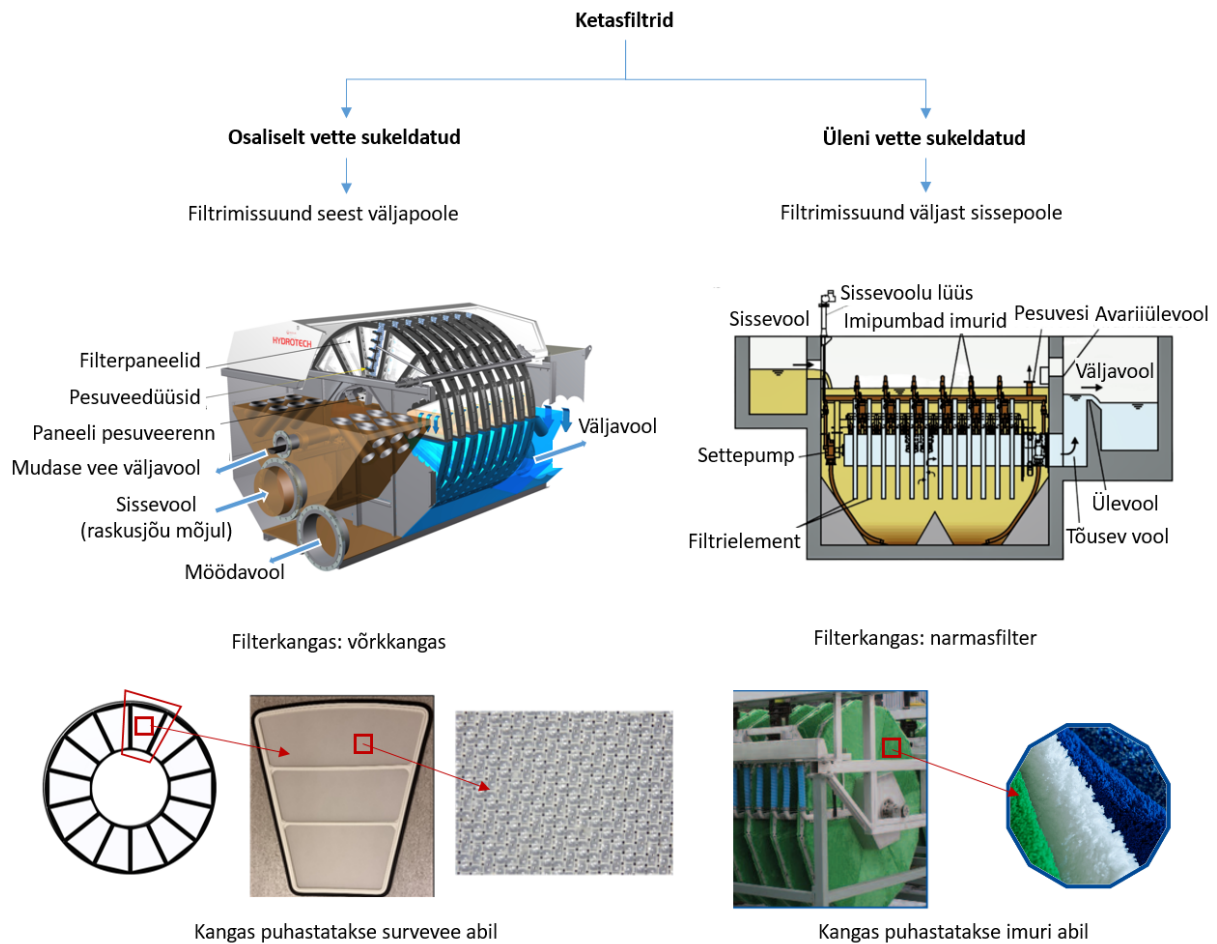 Ketasfiltrid
Osaliselt vette sukeldatud
Üleni vette sukeldatud
Filtrimissuund seest väljapoole
Filtrimissuund väljast sissepoole
HYDROTECH
Filterpaneelid
Pesuveedüüsid
Paneeli pesuveerenn
Mudase vee väljavool
Sissevool
(raskusjõu mõjul)
Möödavool
Väljavool
Sissevoolu lüüs
Sissevool
Imipumbad imurid
Pesuvesi
Avariiülevool
Väljavool
Settepump
Filtrielement
Ülevool
Tõusev vool
Filterkangas: võrkkangas
Filterkangas: narmasfilter
Kangas puhastatakse survevee abil
Kangas puhastatakse imuri abil